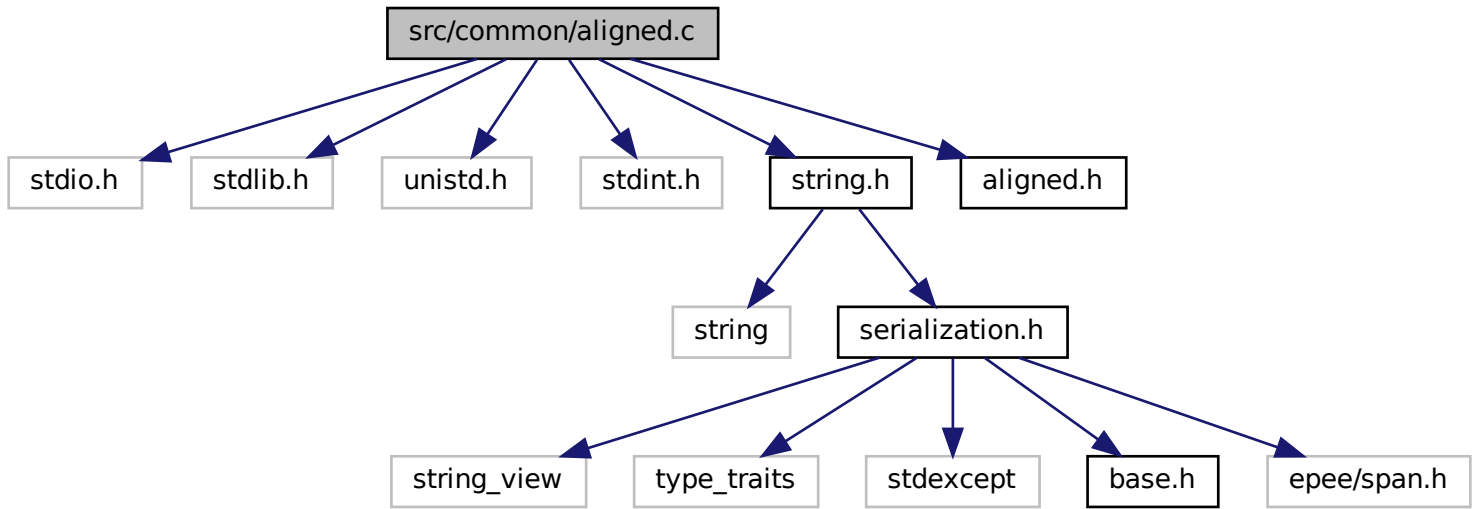 src/common/aligned.c
stdio.h
stdlib.h
unistd.h
stdint.h
string.h
aligned.h
string
serialization.h
string_view
type_traits
stdexcept
base.h
epee/span.h